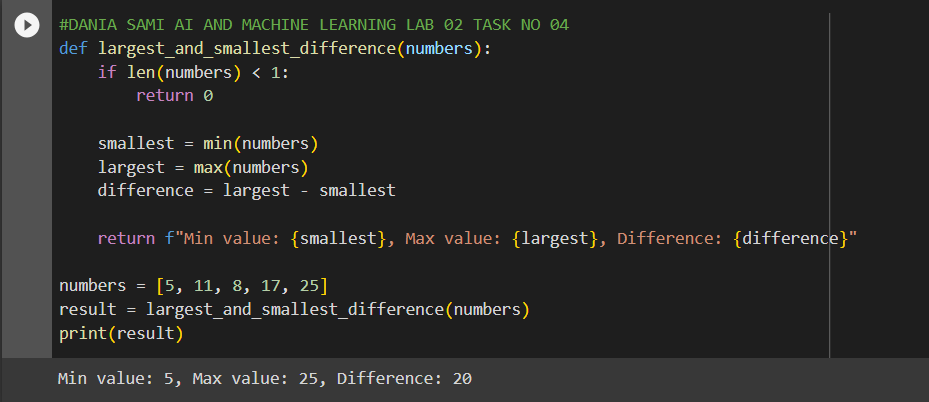 #DANIA SAMI AI AND MACHINE LEARNING LAB 02 TASK NO 04
def largest_and_smallest_difference(numbers):
    if len(numbers) < 1:
        return 0

    smallest = min(numbers)
    largest = max(numbers)
    difference = largest - smallest

    return f"Min value: {smallest}, Max value: {largest}, Difference: {difference}"

numbers = [5, 11, 8, 17, 25]
result = largest_and_smallest_difference(numbers)
print(result)
Min value: 5, Max value: 25, Difference: 20